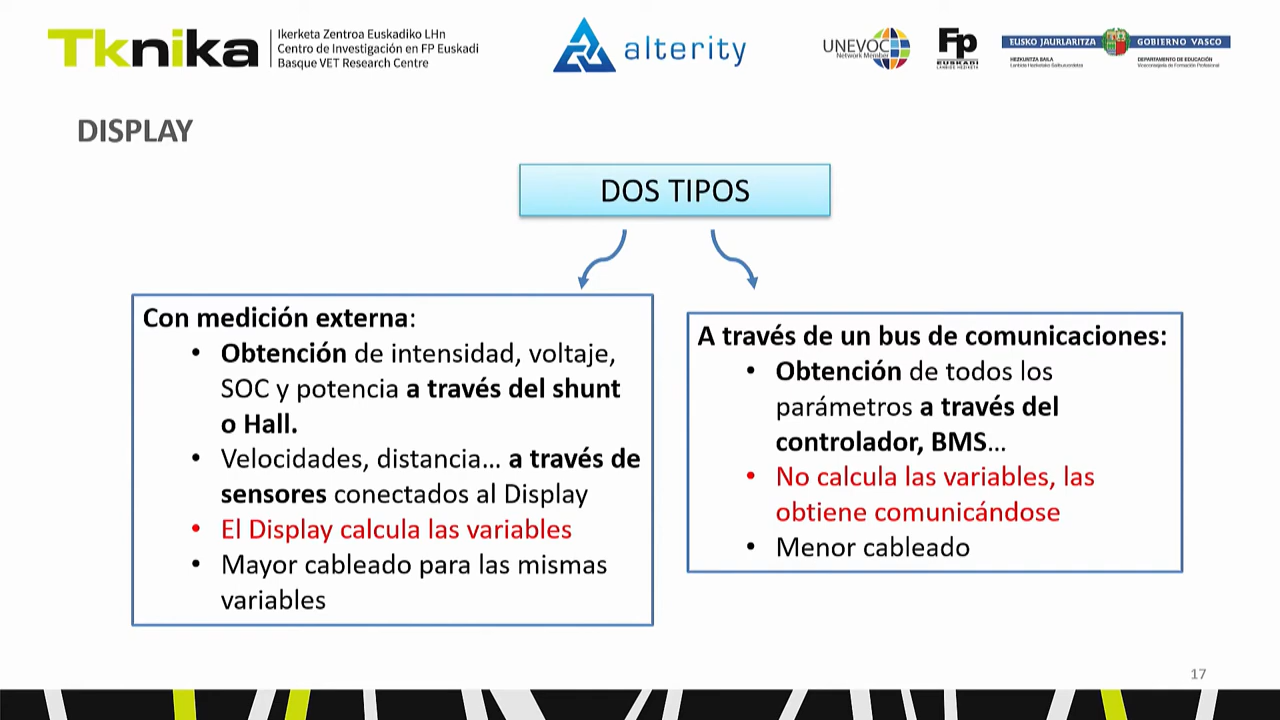 Tknika
Ikerketa Zentroa Euskadiko LHn
Centro de Investigación en FP Euskadi
Basque VET Research Centre
alterity
UNEVOC
Network Member
Fp
EUSKADI
LANBIDE HEZIKETA
EUSKO JAURLARITZA
GOBIERNO VASCO
HEZKUNTZA SAILA
Lanbide Heziketako Sailburuordetza
DEPARTAMENTO DE EDUCACIÓN
Viceconsejería de Formación Profesional
DISPLAY
DOS TIPOS
Con medición externa:
• Obtención de intensidad, voltaje,
SOC y potencia a través del shunt
o Hall.
• Velocidades, distancia... a través de
sensores conectados al Display
• El Display calcula las variables
• Mayor cableado para las mismas
variables
A través de un bus de comunicaciones:
• Obtención de todos los
parámetros a través del
controlador, BMS...
• No calcula las variables, las
obtiene comunicándose
• Menor cableado
17